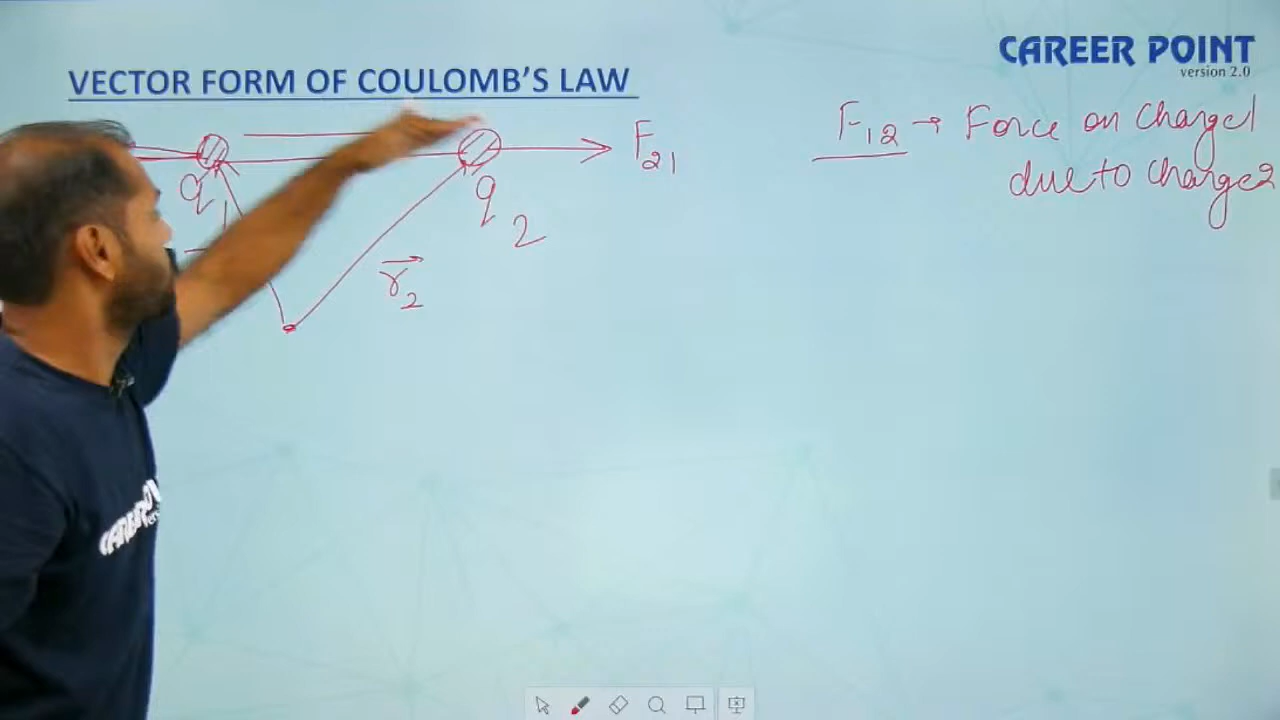 CAREER POINT
version 2.0
VECTOR FORM OF COULOMB'S LAW
F12 → Force on Charge1
due to Charge2
F21
q1
q2
r2
CAREER